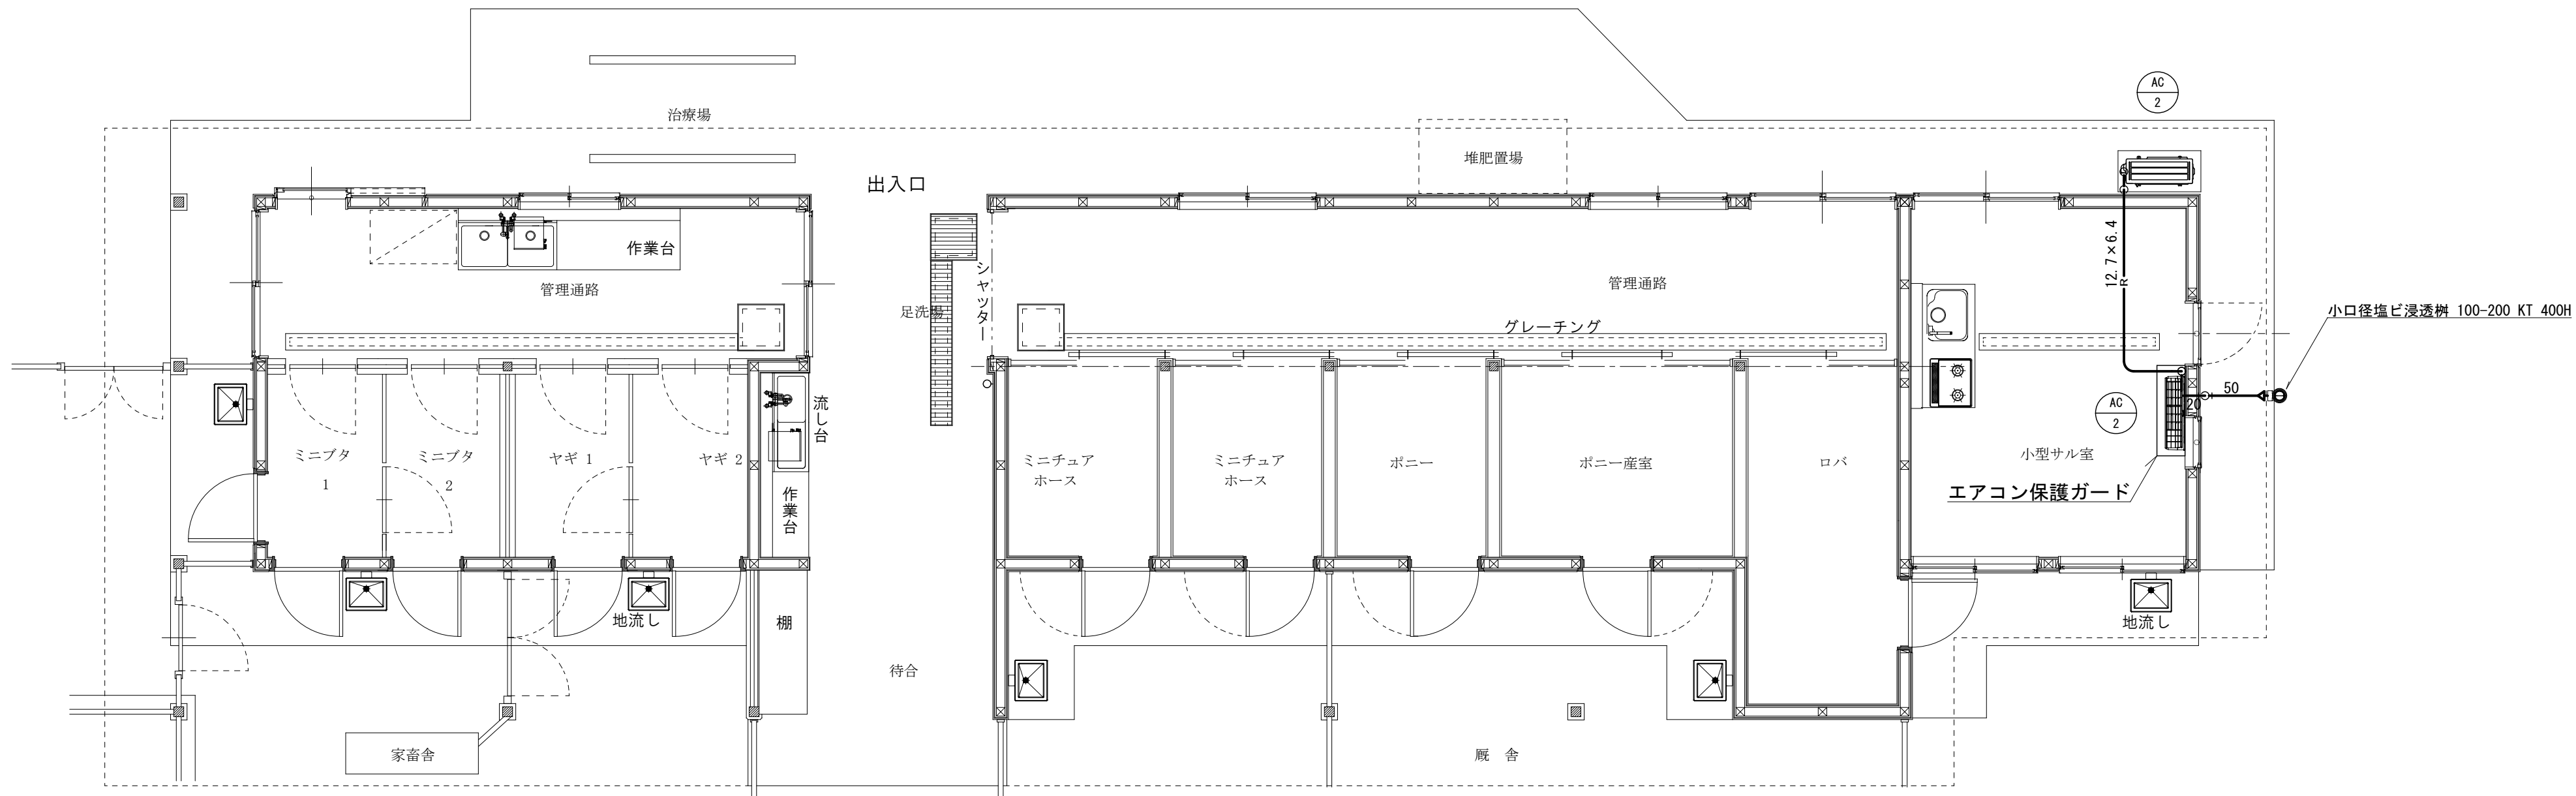 治療場
AC
2
堆肥置場
出入口
作業台
管理通路
シャッター
足洗場
管理通路
グレーチング
12.7×6.4
R
小口径塩ビ浸透桝 100-200 KT 400H
50
20
AC
2
流し台
ミニブタ
1
ミニブタ
2
ヤギ 1
ヤギ 2
ミニチュア
ホース
ミニチュア
ホース
ポニー
ポニー産室
ロバ
小型サル室
エアコン保護ガード
作業台
地流し
棚
地流し
待合
家畜舎
厩 舎